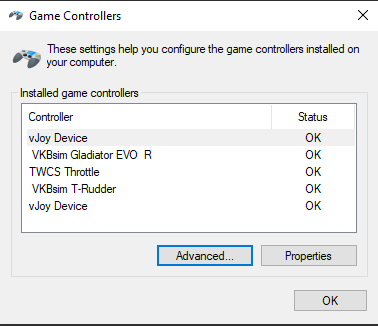 Game Controllers
These settings help you configure the game controllers installed on
your computer.
Installed game controllers
Controller Status
vJoy Device OK
VKBsim Gladiator EVO R OK
TWCS Throttle OK
VKBsim T-Rudder OK
vJoy Device OK
Advanced... Properties
OK